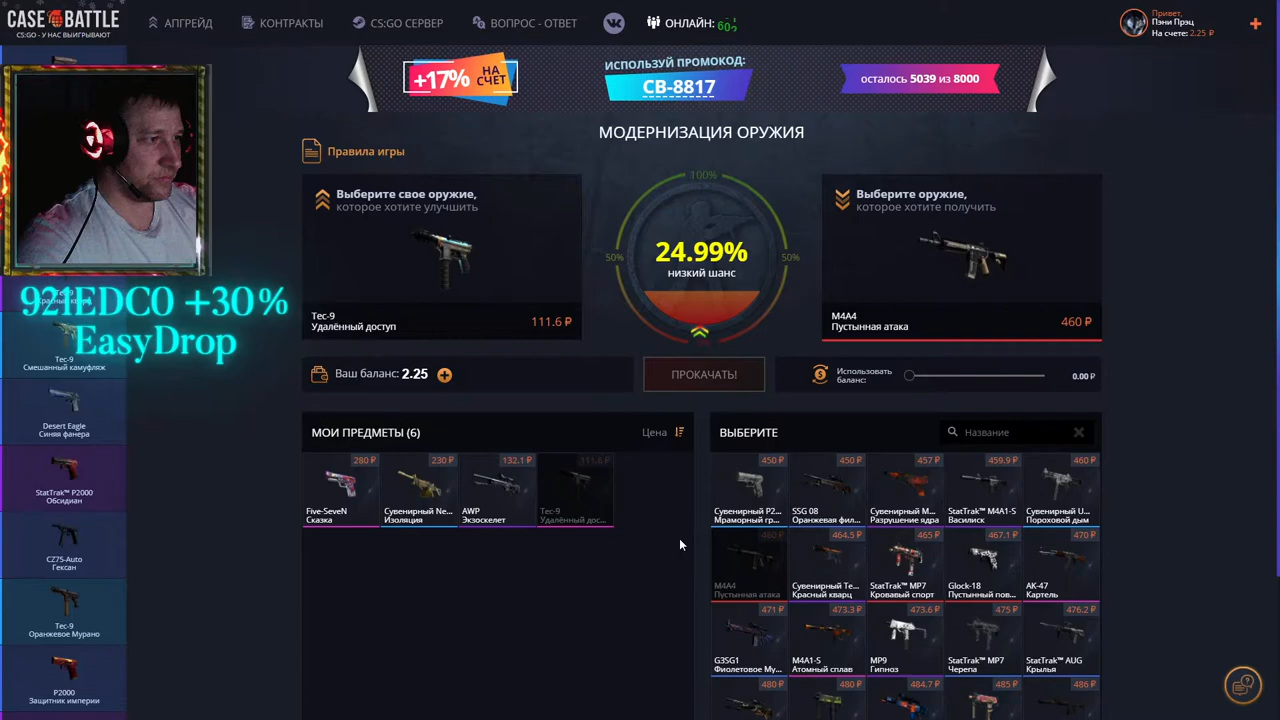 CASE BATTLE
CS:GO - У НАС ВЫИГРЫВАЮТ
АПГРЕЙД
КОНТРАКТЫ
CS:GO СЕРВЕР
ВОПРОС - ОТВЕТ
ОНЛАЙН:
Привет,
Пэни Прэц
На счете: 2.25 ₽
+17% НА СЧЕТ
ИСПОЛЬЗУЙ ПРОМОКОД:
CB-8817
осталось 5039 из 8000
МОДЕРНИЗАЦИЯ ОРУЖИЯ
Правила игры
Выберите свое оружие,
которое хотите улучшить
Tec-9
Удалённый доступ
111.6 ₽
100%
50%
50%
24.99%
низкий шанс
Выберите оружие,
которое хотите получить
M4A4
Пустынная атака
460 ₽
921EDC0 +30%
EasyDrop
Ваш баланс: 2.25
ПРОКАЧАТЬ!
Использовать
баланс:
0.00 ₽
МОИ ПРЕДМЕТЫ (6)
Цена
280 ₽
Five-SeveN
Сказка
230 ₽
Сувенирный Ne...
Изоляция
132.1 ₽
AWP
Экзоскелет
111.6 ₽
Tec-9
Удалённый дос...
ВЫБЕРИТЕ
Название
450 ₽
Сувенирный P2...
Мраморный гр...
450 ₽
SSG 08
Оранжевая фил...
457 ₽
Сувенирный M...
Разрушение ядра
459.9 ₽
StatTrak™ M4A1-S
Василиск
460 ₽
Сувенирный U...
Пороховой дым
460 ₽
M4A4
Пустынная атака
464.5 ₽
Сувенирный Te...
Красный кварц
465 ₽
StatTrak™ MP7
Кровавый спорт
467.1 ₽
Glock-18
Пустынный пов...
470 ₽
AK-47
Картель
471 ₽
G3SG1
Фиолетовое Му...
473.3 ₽
M4A1-S
Атомный сплав
473.6 ₽
MP9
Гипноз
475 ₽
StatTrak™ MP7
Черепа
476.2 ₽
StatTrak™ AUG
Крылья
480 ₽
480 ₽
484.7 ₽
485 ₽
486 ₽
Tec-9
Красный кварц
Tec-9
Смешанный камуфляж
Desert Eagle
Синяя фанера
StatTrak™ P2000
Обсидиан
CZ75-Auto
Гексан
Tec-9
Оранжевое Мурано
P2000
Защитник империи